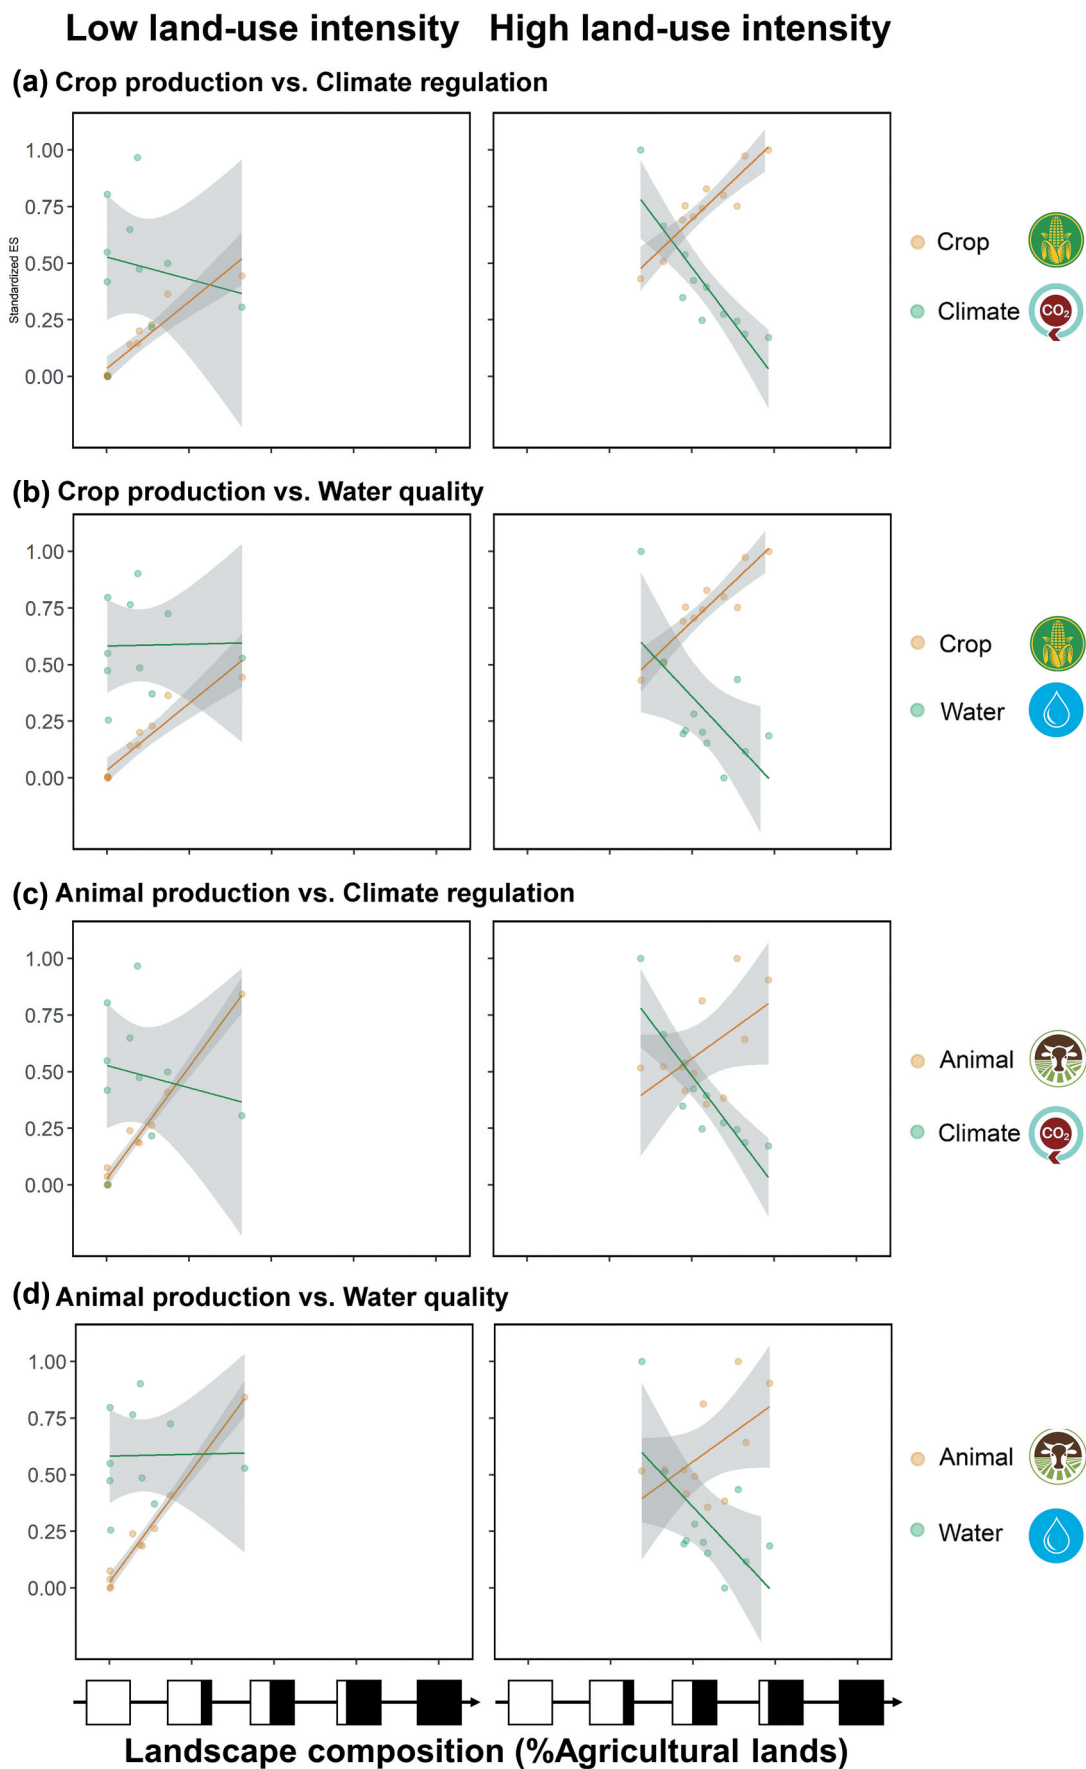 Low land-use intensity High land-use intensity
(a) Crop production vs. Climate regulation
Standardized ES
1.00
0.75
0.50
0.25
0.00
Crop
Climate
CO₂
(b) Crop production vs. Water quality
1.00
0.75
0.50
0.25
0.00
Crop
Water
(c) Animal production vs. Climate regulation
1.00
0.75
0.50
0.25
0.00
Animal
Climate
CO₂
(d) Animal production vs. Water quality
1.00
0.75
0.50
0.25
0.00
Animal
Water
Landscape composition (%Agricultural lands)